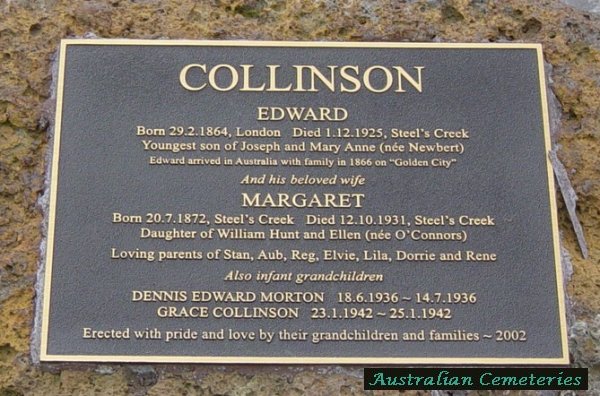 COLLINSON
EDWARD
Born 29.2.1864, London Died 1.12.1925, Steel's Creek
Youngest son of Joseph and Mary Anne (née Newbert)
Edward arrived in Australia with family in 1866 on "Golden City"
And his beloved wife
MARGARET
Born 20.7.1872, Steel's Creek Died 12.10.1931, Steel's Creek
Daughter of William Hunt and Ellen (née O'Connors)
Loving parents of Stan, Aub, Reg, Elvie, Lila, Dorrie and Rene
Also infant grandchildren
DENNIS EDWARD MORTON 18.6.1936 ~ 14.7.1936
GRACE COLLINSON 23.1.1942 ~ 25.1.1942
Erected with pride and love by their grandchildren and families ~ 2002
Australian Cemeteries